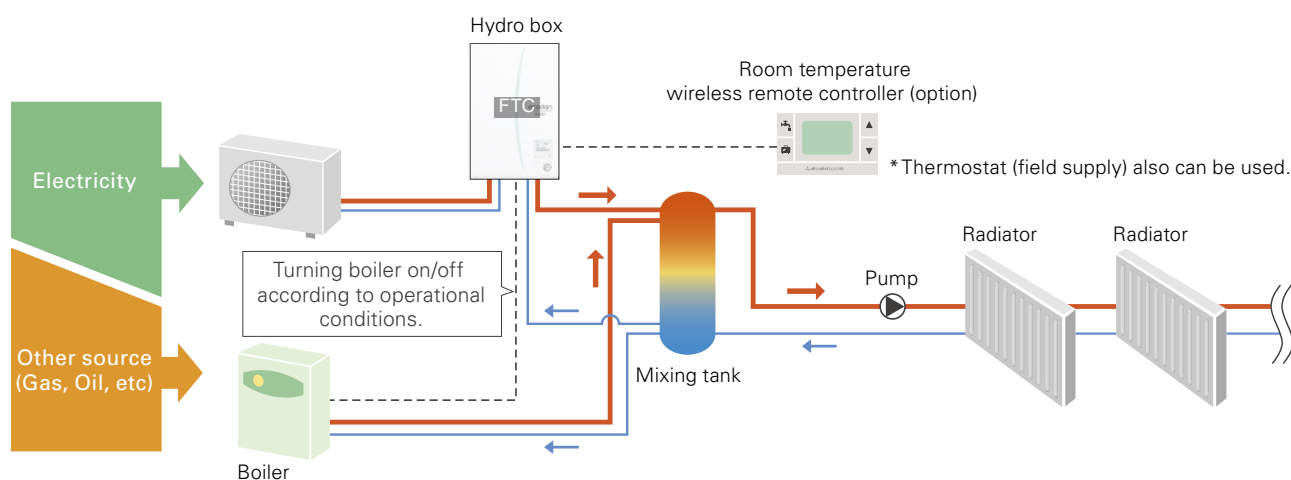 Hydro box
FTC
Room temperature
wireless remote controller (option)
*Thermostat (field supply) also can be used.
Electricity
Turning boiler on/off
according to operational
conditions.
Other source
(Gas, Oil, etc)
Boiler
Mixing tank
Pump
Radiator
Radiator